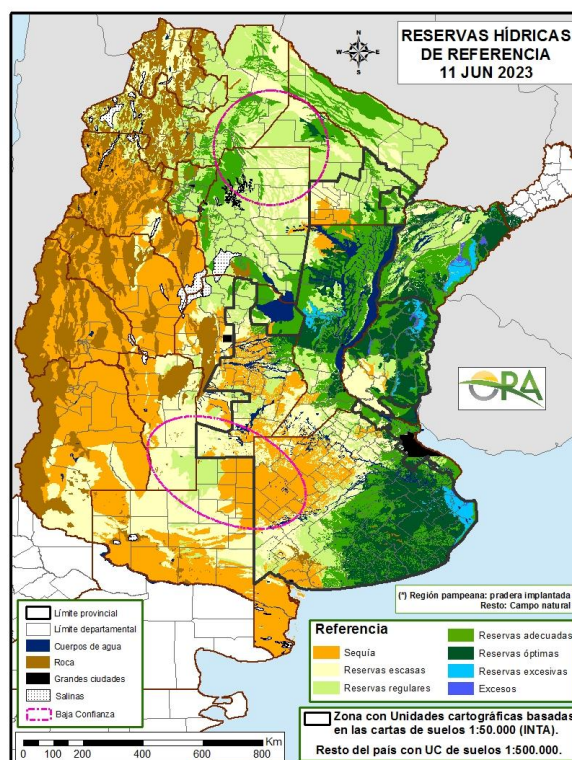 RESERVAS HÍDRICAS
DE REFERENCIA
11 JUN 2023
N
W
E
S
ORA
(*) Región pampeana: pradera implantada
Resto: Campo natural
Límite provincial
Límite departamental
Cuerpos de agua
Roca
Grandes ciudades
Salinas
Baja Confianza
Referencia
Sequía
Reservas escasas
Reservas regulares
Reservas adecuadas
Reservas óptimas
Reservas excesivas
Excesos
Zona con Unidades cartográficas basadas
en las cartas de suelos 1:50.000 (INTA).
Resto del país con UC de suelos 1:500.000.
0 100 200 400 600 800 Km